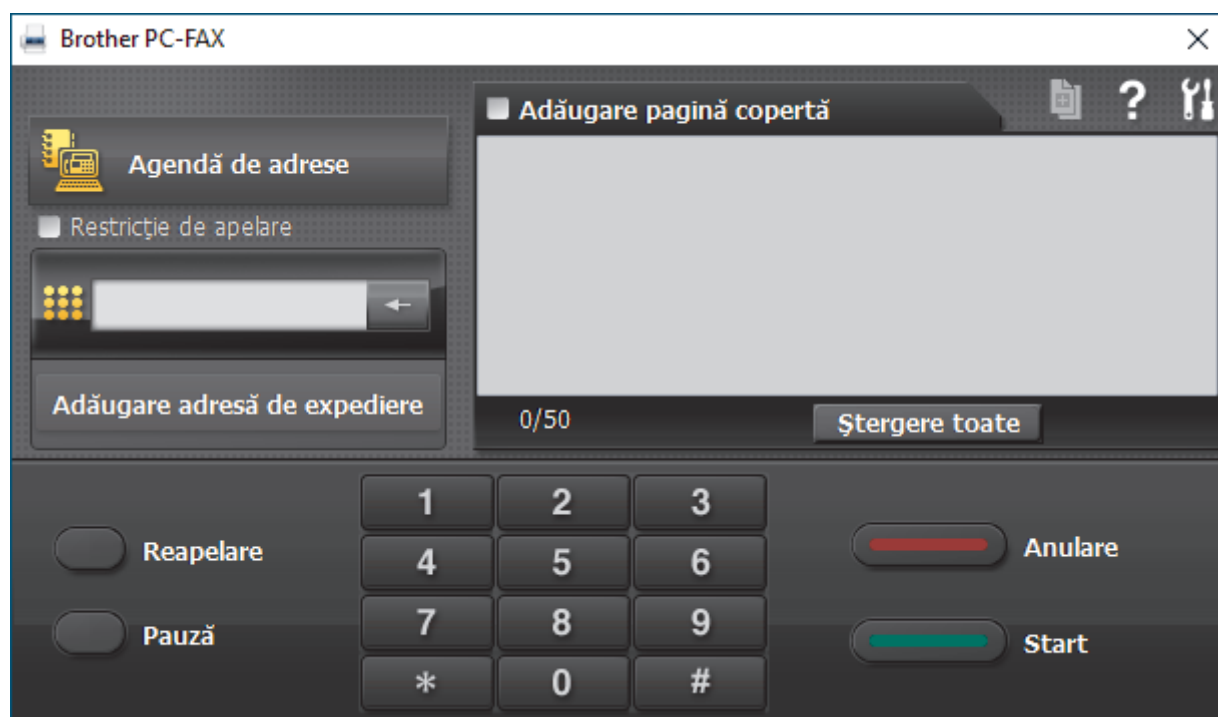 Brother PC-FAX
Adăugare pagină copertă
?
Agendă de adrese
Restricţie de apelare
Adăugare adresă de expediere
0/50
Ştergere toate
1 2 3
4 5 6
7 8 9
* 0 #
Reapelare
Pauză
Anulare
Start